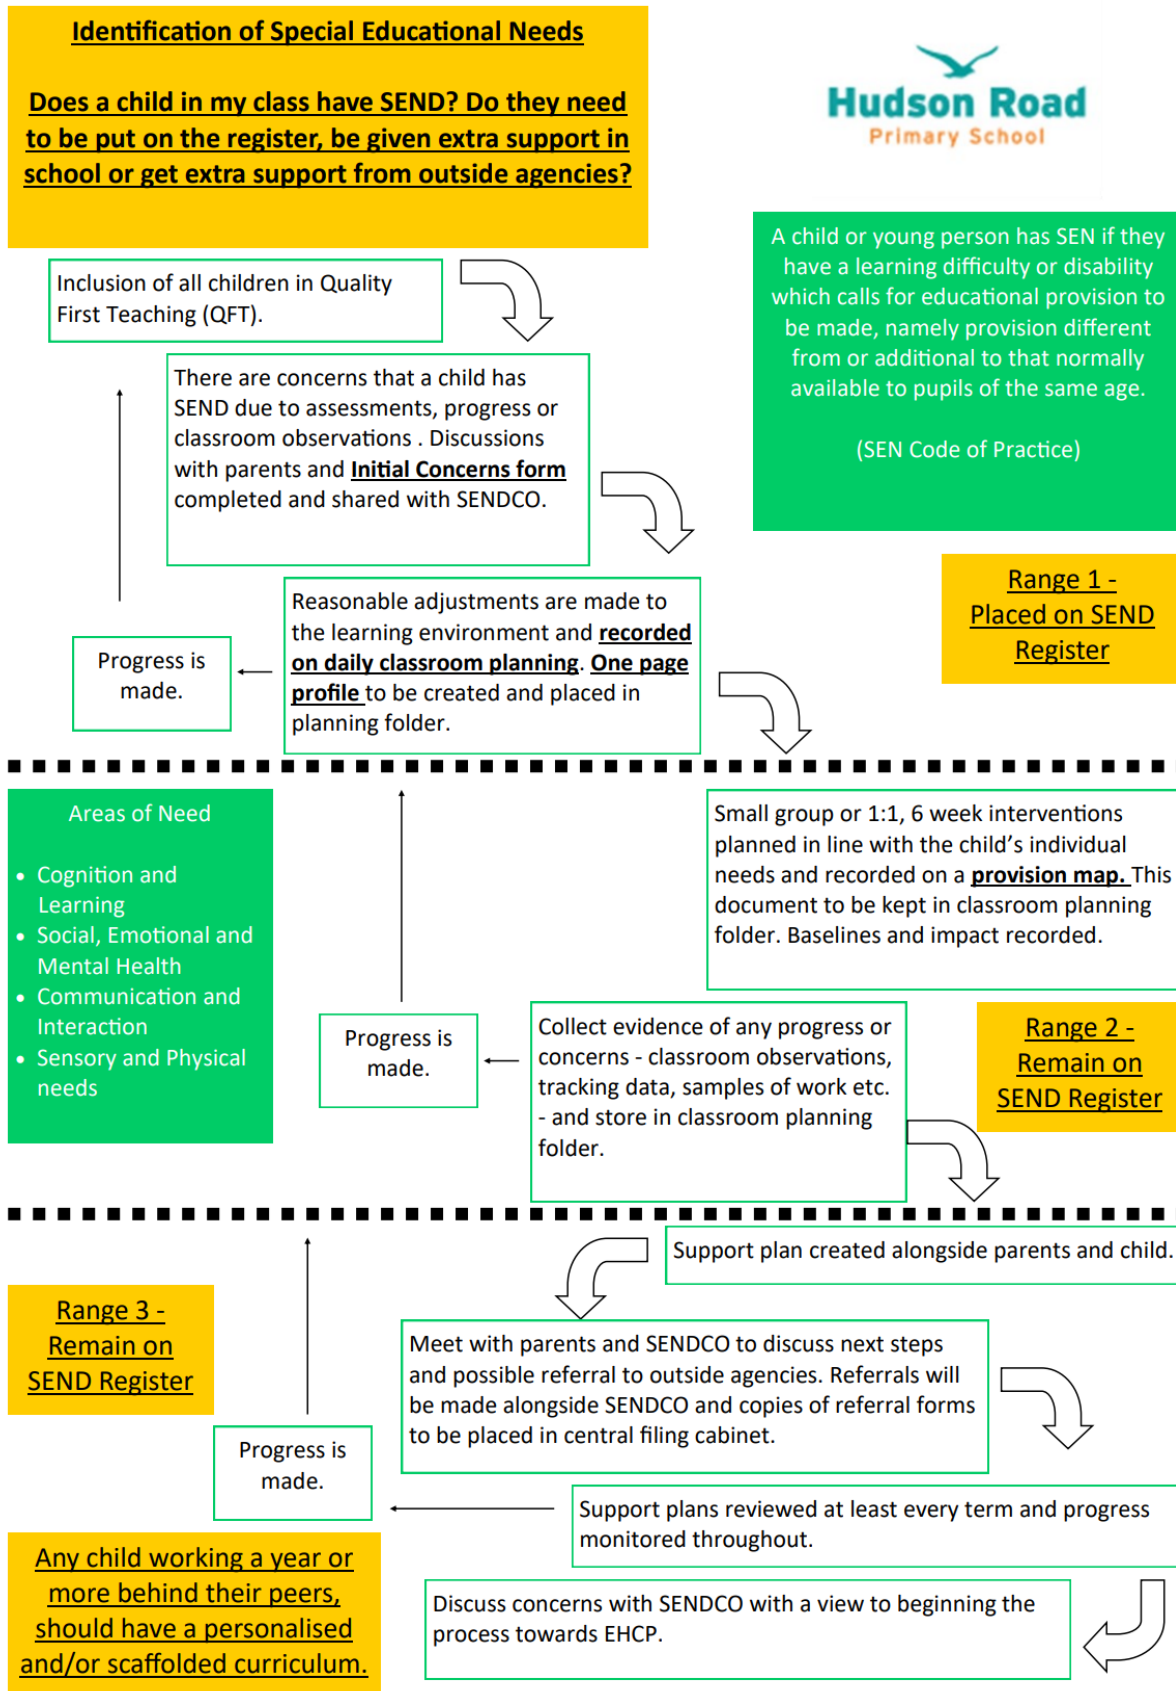 Identification of Special Educational Needs
Does a child in my class have SEND? Do they need
to be put on the register, be given extra support in
school or get extra support from outside agencies?
Hudson Road
Primary School
A child or young person has SEN if they
have a learning difficulty or disability
which calls for educational provision to
be made, namely provision different
from or additional to that normally
available to pupils of the same age.
(SEN Code of Practice)
Inclusion of all children in Quality
First Teaching (QFT).
There are concerns that a child has
SEND due to assessments, progress or
classroom observations . Discussions
with parents and Initial Concerns form
completed and shared with SENDCO.
Range 1 -
Placed on SEND
Register
Reasonable adjustments are made to
the learning environment and recorded
on daily classroom planning. One page
profile to be created and placed in
planning folder.
Progress is
made.
Areas of Need
• Cognition and
Learning
• Social, Emotional and
Mental Health
• Communication and
Interaction
• Sensory and Physical
needs
Small group or 1:1, 6 week interventions
planned in line with the child's individual
needs and recorded on a provision map. This
document to be kept in classroom planning
folder. Baselines and impact recorded.
Range 2 -
Remain on
SEND Register
Collect evidence of any progress or
concerns - classroom observations,
tracking data, samples of work etc.
- and store in classroom planning
folder.
Progress is
made.
Support plan created alongside parents and child.
Range 3 -
Remain on
SEND Register
Meet with parents and SENDCO to discuss next steps
and possible referral to outside agencies. Referrals will
be made alongside SENDCO and copies of referral forms
to be placed in central filing cabinet.
Progress is
made.
Support plans reviewed at least every term and progress
monitored throughout.
Any child working a year or
more behind their peers,
should have a personalised
and/or scaffolded curriculum.
Discuss concerns with SENDCO with a view to beginning the
process towards EHCP.